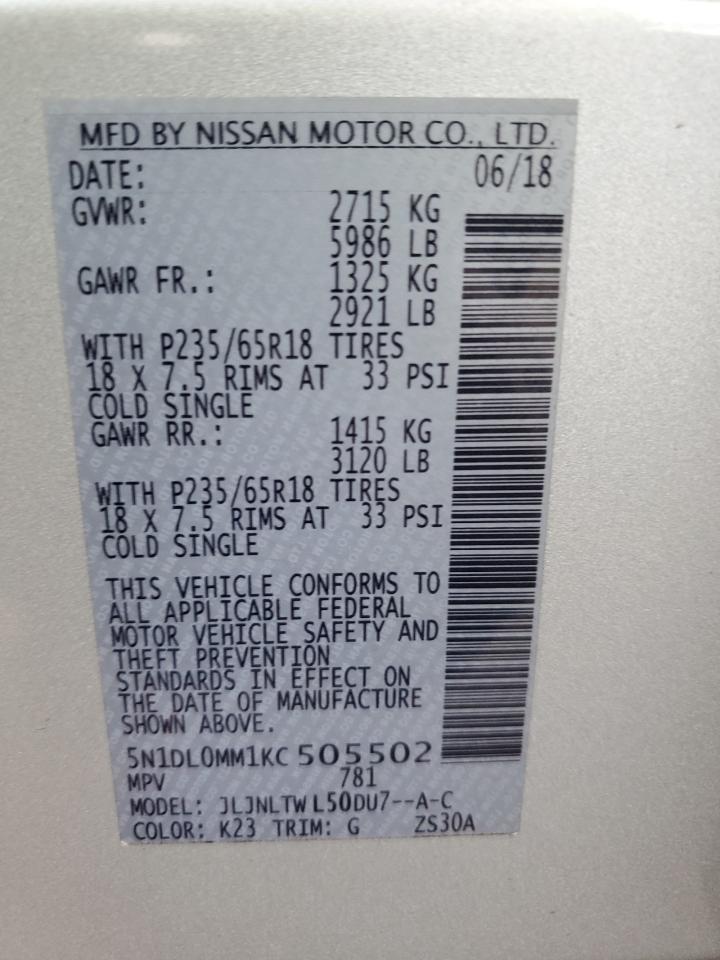 MFD BY NISSAN MOTOR CO., LTD.
DATE: 06/18
GVWR: 2715 KG
5986 LB
GAWR FR.: 1325 KG
2921 LB
WITH P235/65R18 TIRES
18 X 7.5 RIMS AT 33 PSI
COLD SINGLE
GAWR RR.: 1415 KG
3120 LB
WITH P235/65R18 TIRES
18 X 7.5 RIMS AT 33 PSI
COLD SINGLE
THIS VEHICLE CONFORMS TO
ALL APPLICABLE FEDERAL
MOTOR VEHICLE SAFETY AND
THEFT PREVENTION
STANDARDS IN EFFECT ON
THE DATE OF MANUFACTURE
SHOWN ABOVE.
5N1DL0MM1KC 505502
MPV 781
MODEL: JLJNLTW L50DU7--A-C
COLOR: K23 TRIM: G ZS30A